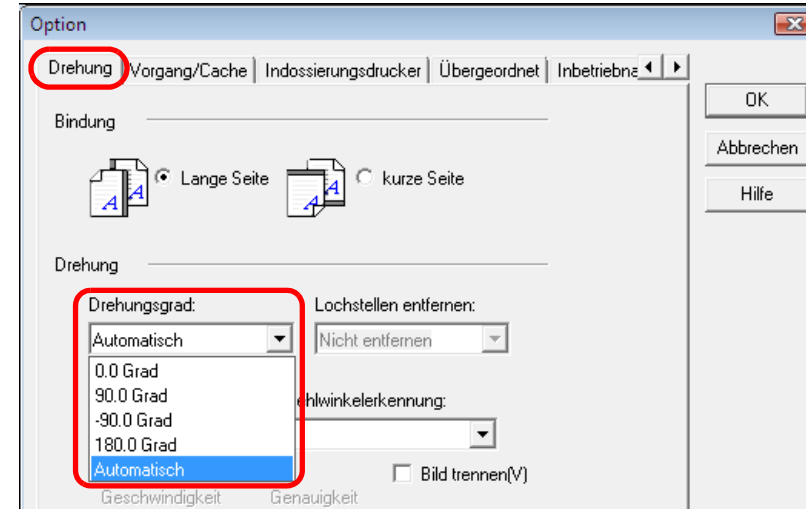 Option
Drehung
Vorgang/Cache
Indossierungsdrucker
Übergeordnet
Inbetriebna
OK
Abbrechen
Hilfe
Bindung
Lange Seite
kurze Seite
Drehung
Drehungsgrad:
Lochstellen entfernen:
Automatisch
Nicht entfernen
0.0 Grad
90.0 Grad
-90.0 Grad
180.0 Grad
Automatisch
ehlwinkelerkennung:
Bild trennen(V)
Geschwindigkeit
Genauigkeit